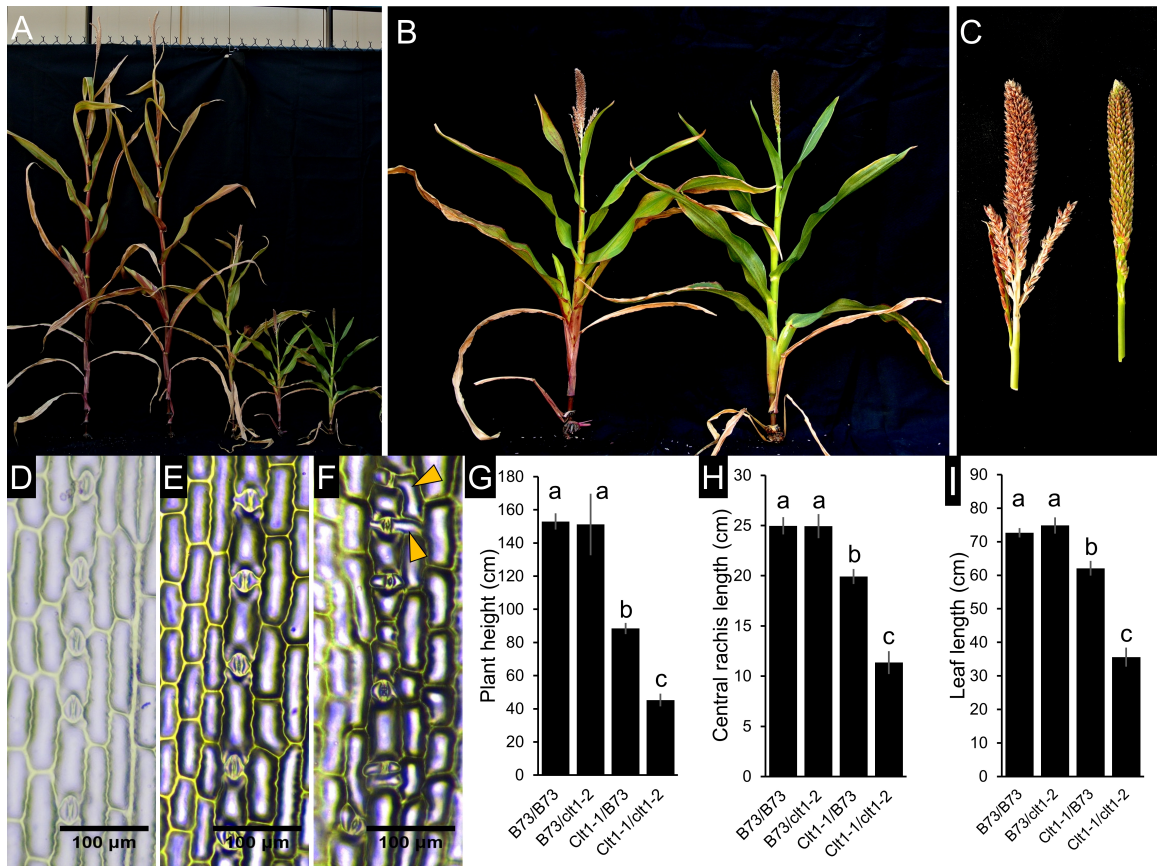 A
B
C
D
E
F
100 µm
100 µm
100 µm
G
Plant height (cm)
180
160
140
120
100
80
60
40
20
0
a
a
b
c
B73/B73
B73/clt1-2
Clt1-1/B73
Clt1-1/clt1-2
H
Central rachis length (cm)
30
25
20
15
10
5
0
a
a
b
c
B73/B73
B73/clt1-2
Clt1-1/B73
Clt1-1/clt1-2
I
Leaf length (cm)
90
80
70
60
50
40
30
20
10
0
a
a
b
c
B73/B73
B73/clt1-2
Clt1-1/B73
Clt1-1/clt1-2